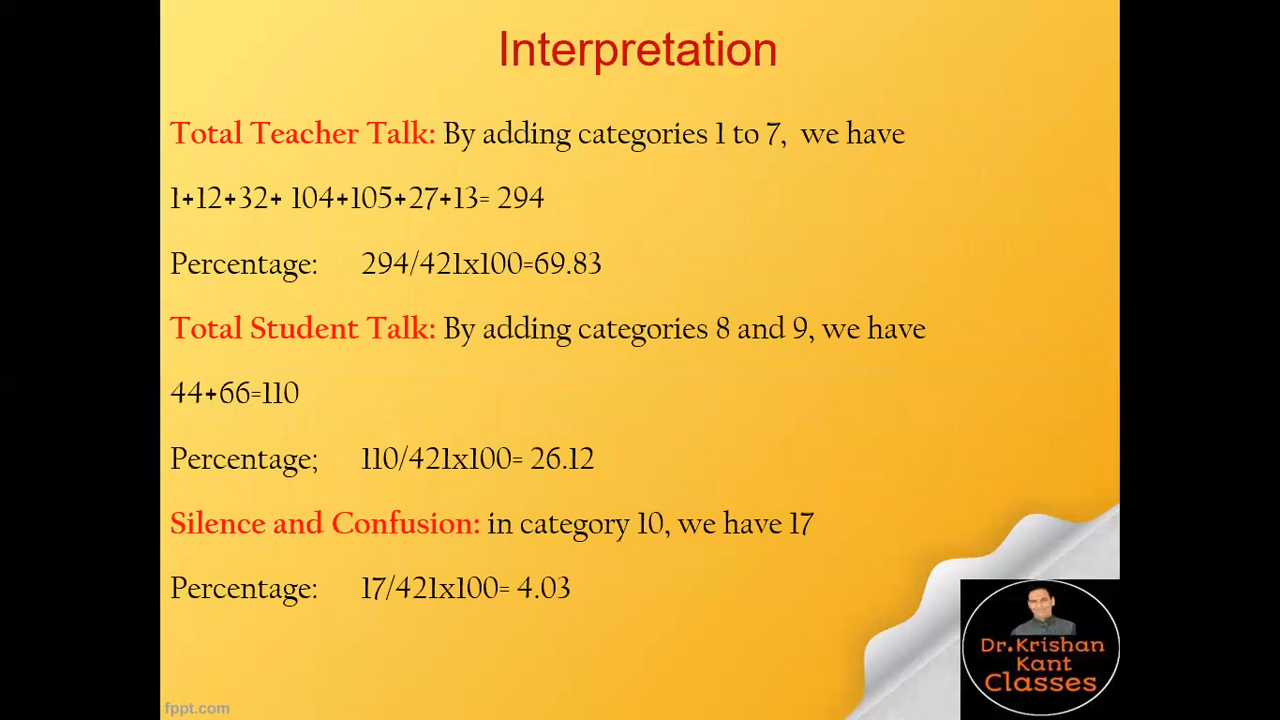 Interpretation
Total Teacher Talk: By adding categories 1 to 7, we have
1+12+32+ 104+105+27+13= 294
Percentage: 294/421x100=69.83
Total Student Talk: By adding categories 8 and 9, we have
44+66=110
Percentage; 110/421x100= 26.12
Silence and Confusion: in category 10, we have 17
Percentage: 17/421x100= 4.03
Dr.Krishan
Kant
Classes
fppt.com